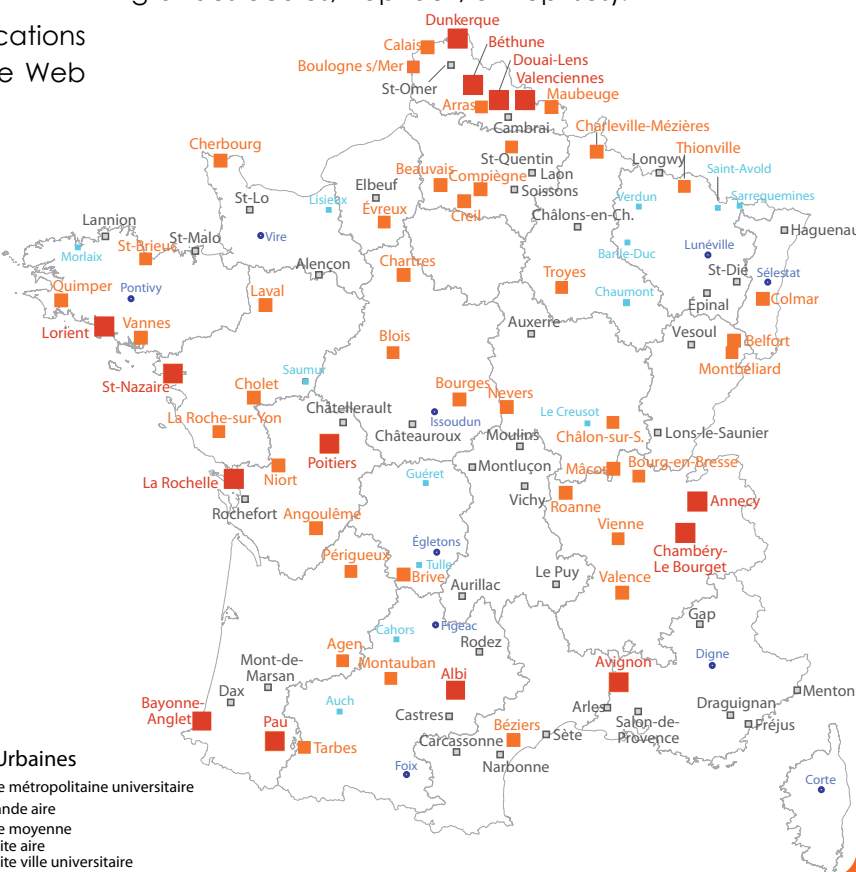 cations
e Web
Dunkerque
Calais
Béthune
Boulogne s/Mer
Douai-Lens
Valenciennes
St-Omer
Maubeuge
Arras
Cambrai
Charleville-Mézières
Cherbourg
Thionville
St-Quentin
Longwy
Beauvais
Compiègne
Laon
Saint-Avold
Elbeuf
Soissons
St-Lo
Lisieux
Verdun
Sarreguemines
Évreux
Creil
Châlons-en-Ch.
Lannion
Haguenau
St-Malo
Vire
St-Brieuc
Lunéville
Morlaix
Barle-Duc
Alençon
Chartres
St-Dié
Sélestat
Troyes
Quimper
Pontivy
Laval
Chaumont
Colmar
Épinal
Vannes
Auxerre
Lorient
Vesoul
Blois
Belfort
Montbéliard
Saumur
St-Nazaire
Cholet
Bourges
Nevers
Châtellerault
Le Creusot
La Roche-sur-Yon
Issoudun
Châteauroux
Moulins
Châlon-sur-S.
Lons-le-Saunier
Poitiers
Montluçon
Mâcon
Bourg-en-Bresse
Guéret
La Rochelle
Niort
Vichy
Annecy
Rochefort
Roanne
Angoulême
Vienne
Égletons
Chambéry-
Le Bourget
Périgueux
Tulle
Brive
Le Puy
Valence
Aurillac
Gap
Figeac
Cahors
Agen
Rodez
Digne
Mont-de-
Marsan
Montauban
Avignon
Albi
Dax
Menton
Auch
Bayonne-
Anglet
Arles
Draguignan
Castres
Salon-de-
Provence
Fréjus
Pau
Béziers
Sète
Tarbes
Carcassonne
Foix
Narbonne
Corte
Urbaines
e métropolitaine universitaire
nde aire
e moyenne
ite aire
ite ville universitaire